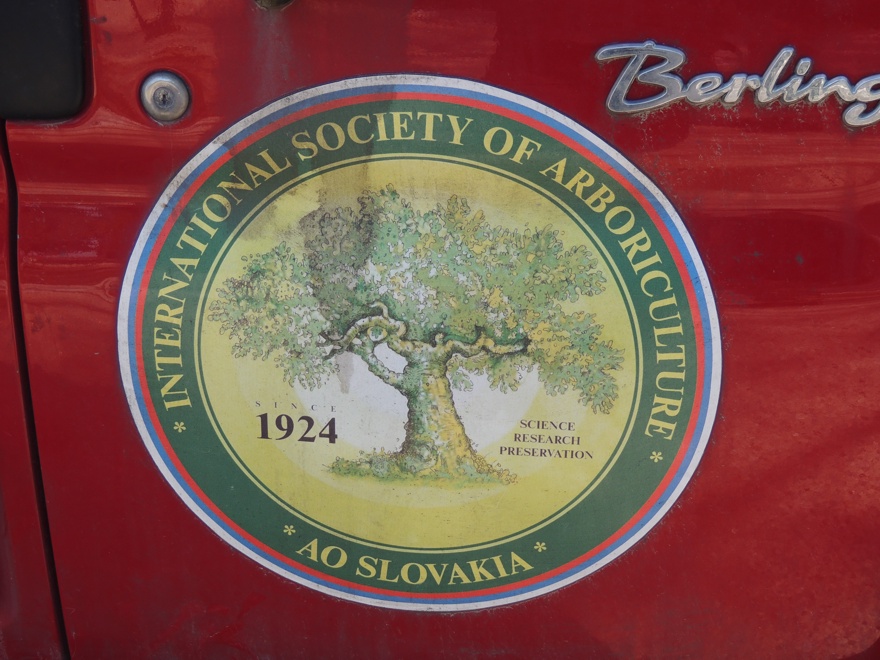 Berling
INTERNATIONAL SOCIETY OF ARBORICULTURE
SINCE
1924
SCIENCE
RESEARCH
PRESERVATION
* AO SLOVAKIA *